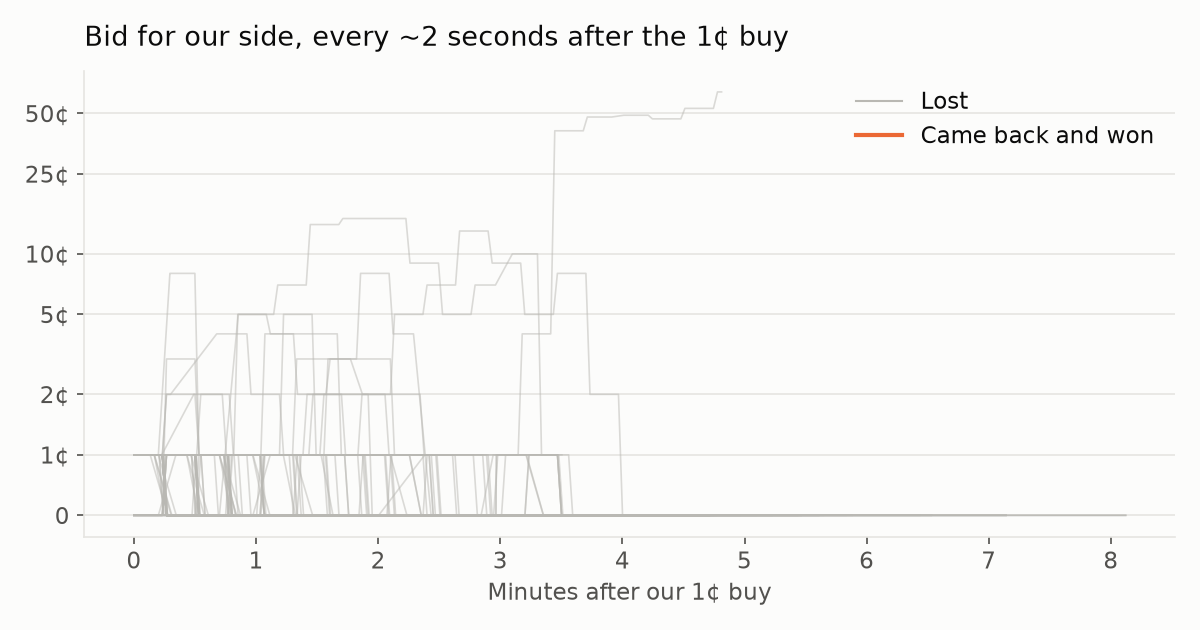 Bid for our side, every ~2 seconds after the 1¢ buy
Lost
Came back and won
50¢
25¢
10¢
5¢
2¢
1¢
0
0 1 2 3 4 5 6 7 8
Minutes after our 1¢ buy